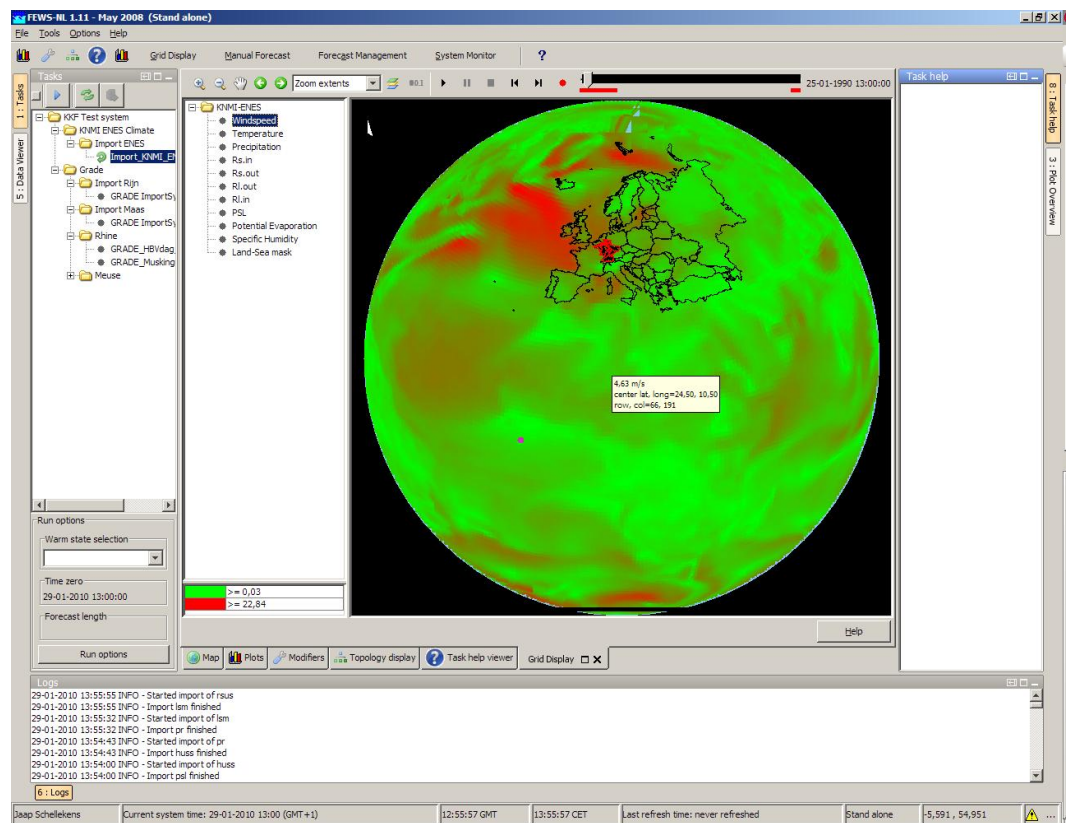 FEWS-NL 1.11 - May 2008 (Stand alone)
File Tools Options Help
Grid Display Manual Forecast Forecast Management System Monitor ?
1 : Tasks
5 : Data Viewer
Tasks
KKF Test system
KNMI ENES Climate
Import ENES
Import_KNMI_EN
Grade
Import Rijn
GRADE ImportSy
Import Maas
GRADE ImportSy
Rhine
GRADE_HBVdag
GRADE_Musking
Meuse
Run options
Warm state selection
Time zero
29-01-2010 13:00:00
Forecast length
Run options
Zoom extents
25-01-1990 13:00:00
KNMI-ENES
Windspeed
Temperature
Precipitation
Rs.in
Rs.out
Rl.out
Rl.in
PSL
Potential Evaporation
Specific Humidity
Land-Sea mask
>= 0,03
>= 22,84
4,63 m/s
center lat, long=24,50, 10,50
row, col=66, 191
Help
Map Plots Modifiers Topology display Task help viewer Grid Display
Task help
8 : Task help
3 : Plot Overview
Logs
29-01-2010 13:55:55 INFO - Started import of rsus
29-01-2010 13:55:55 INFO - Import lsm finished
29-01-2010 13:55:32 INFO - Started import of lsm
29-01-2010 13:55:32 INFO - Import pr finished
29-01-2010 13:54:43 INFO - Started import of pr
29-01-2010 13:54:43 INFO - Import huss finished
29-01-2010 13:54:00 INFO - Started import of huss
29-01-2010 13:54:00 INFO - Import psl finished
6 : Logs
Jaap Schellekens Current system time: 29-01-2010 13:00 (GMT+1) 12:55:57 GMT 13:55:57 CET Last refresh time: never refreshed Stand alone -5,591 , 54,951 ...